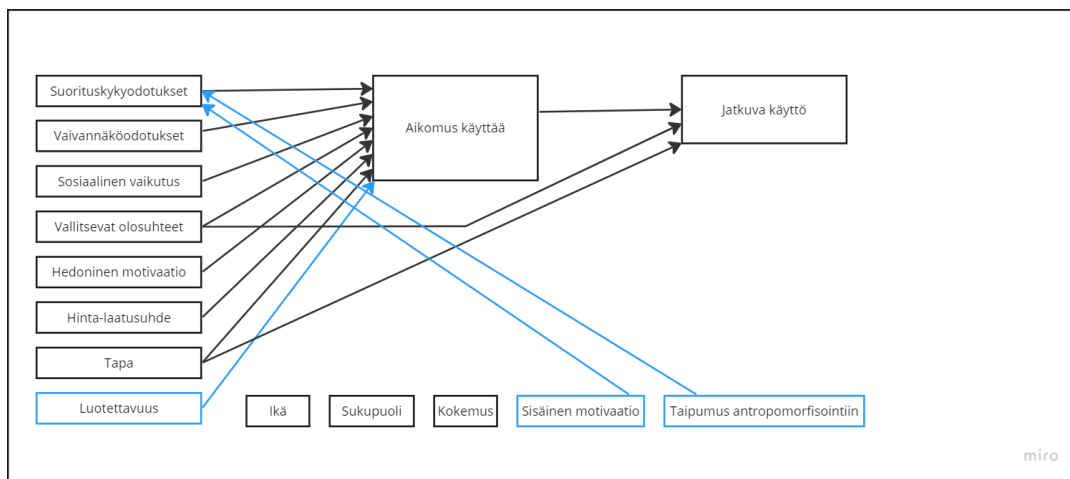 Suorituskykyodotukset
Vaivannäköodotukset
Sosiaalinen vaikutus
Vallitsevat olosuhteet
Hedoninen motivaatio
Hinta-laatusuhde
Tapa
Luotettavuus
Aikomus käyttää
Jatkuva käyttö
Ikä
Sukupuoli
Kokemus
Sisäinen motivaatio
Taipumus antropomorfisointiin
miro